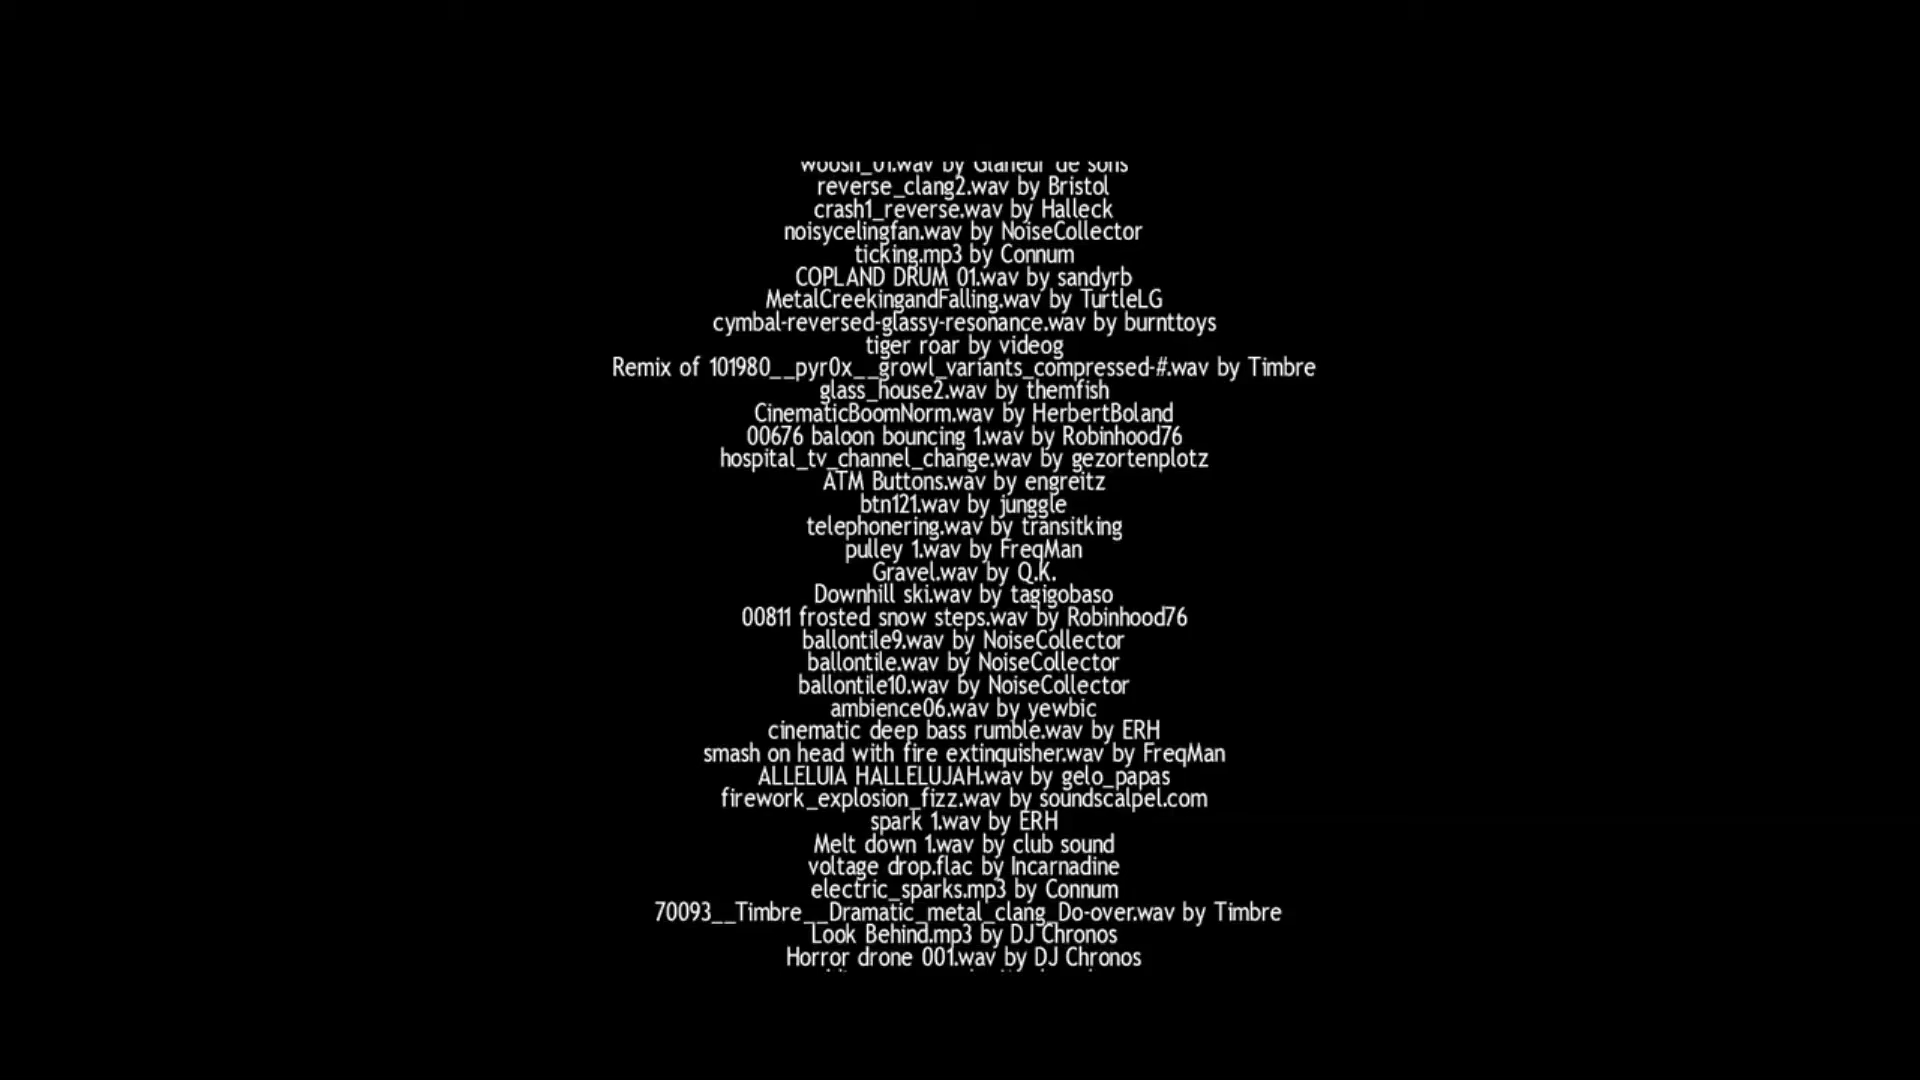 woosh_01.wav by Glaneur de sons
reverse_clang2.wav by Bristol
crash1_reverse.wav by Halleck
noisycelingfan.wav by NoiseCollector
ticking.mp3 by Connum
COPLAND DRUM 01.wav by sandyrb
MetalCreekingandFalling.wav by TurtleLG
cymbal-reversed-glassy-resonance.wav by burnttoys
tiger roar by videog
Remix of 101980__pyr0x__growl_variants_compressed-#.wav by Timbre
glass_house2.wav by themfish
CinematicBoomNorm.wav by HerbertBoland
00676 baloon bouncing 1.wav by Robinhood76
hospital_tv_channel_change.wav by gezortenplotz
ATM Buttons.wav by engreitz
btn121.wav by junggle
telephonering.wav by transitking
pulley 1.wav by FreqMan
Gravel.wav by Q.K.
Downhill ski.wav by tagigobaso
00811 frosted snow steps.wav by Robinhood76
ballontile9.wav by NoiseCollector
ballontile.wav by NoiseCollector
ballontile10.wav by NoiseCollector
ambience06.wav by yewbic
cinematic deep bass rumble.wav by ERH
smash on head with fire extinquisher.wav by FreqMan
ALLELUIA HALLELUJAH.wav by gelo_papas
firework_explosion_fizz.wav by soundscalpel.com
spark 1.wav by ERH
Melt down 1.wav by club sound
voltage drop.flac by Incarnadine
electric_sparks.mp3 by Connum
70093__Timbre__Dramatic_metal_clang_Do-over.wav by Timbre
Look Behind.mp3 by DJ Chronos
Horror drone 001.wav by DJ Chronos